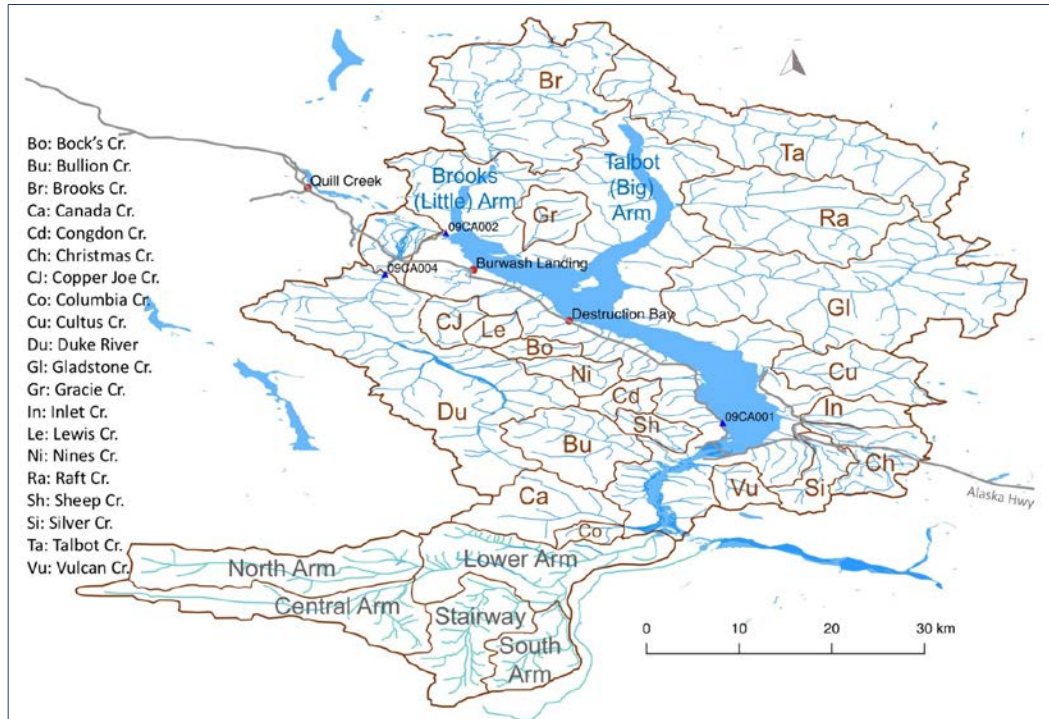 Br
Ta
Bo: Bock's Cr.
Bu: Bullion Cr.
Br: Brooks Cr.
Ca: Canada Cr.
Cd: Congdon Cr.
Ch: Christmas Cr.
CJ: Copper Joe Cr.
Co: Columbia Cr.
Cu: Cultus Cr.
Du: Duke River
Gl: Gladstone Cr.
Gr: Gracie Cr.
In: Inlet Cr.
Le: Lewis Cr.
Ni: Nines Cr.
Ra: Raft Cr.
Sh: Sheep Cr.
Si: Silver Cr.
Ta: Talbot Cr.
Vu: Vulcan Cr.
Quill Creek
Brooks
(Little) Arm
Talbot
(Big)
Arm
Gr
Ra
09CA002
09CA004
Burwash Landing
Destruction Bay
Gl
CJ
Le
Bo
Ni
Cu
Cd
In
Du
Sh
09CA001
Bu
Ch
Vu
Si
Alaska Hwy
Ca
Co
Lower Arm
North Arm
Central Arm
Stairway
South
Arm
0 10 20 30 km